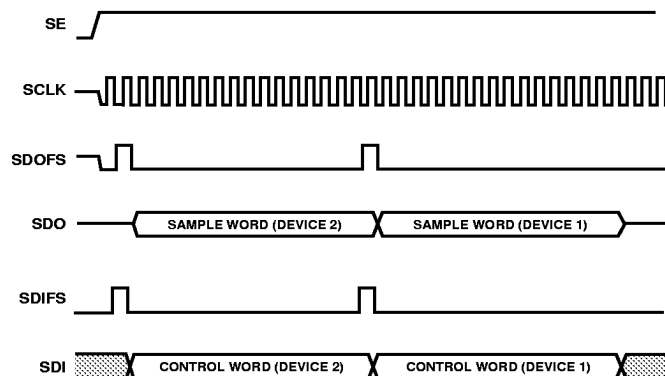 SE
SCLK
SDOFS
SDO SAMPLE WORD (DEVICE 2) SAMPLE WORD (DEVICE 1)
SDIFS
SDI CONTROL WORD (DEVICE 2) CONTROL WORD (DEVICE 1)